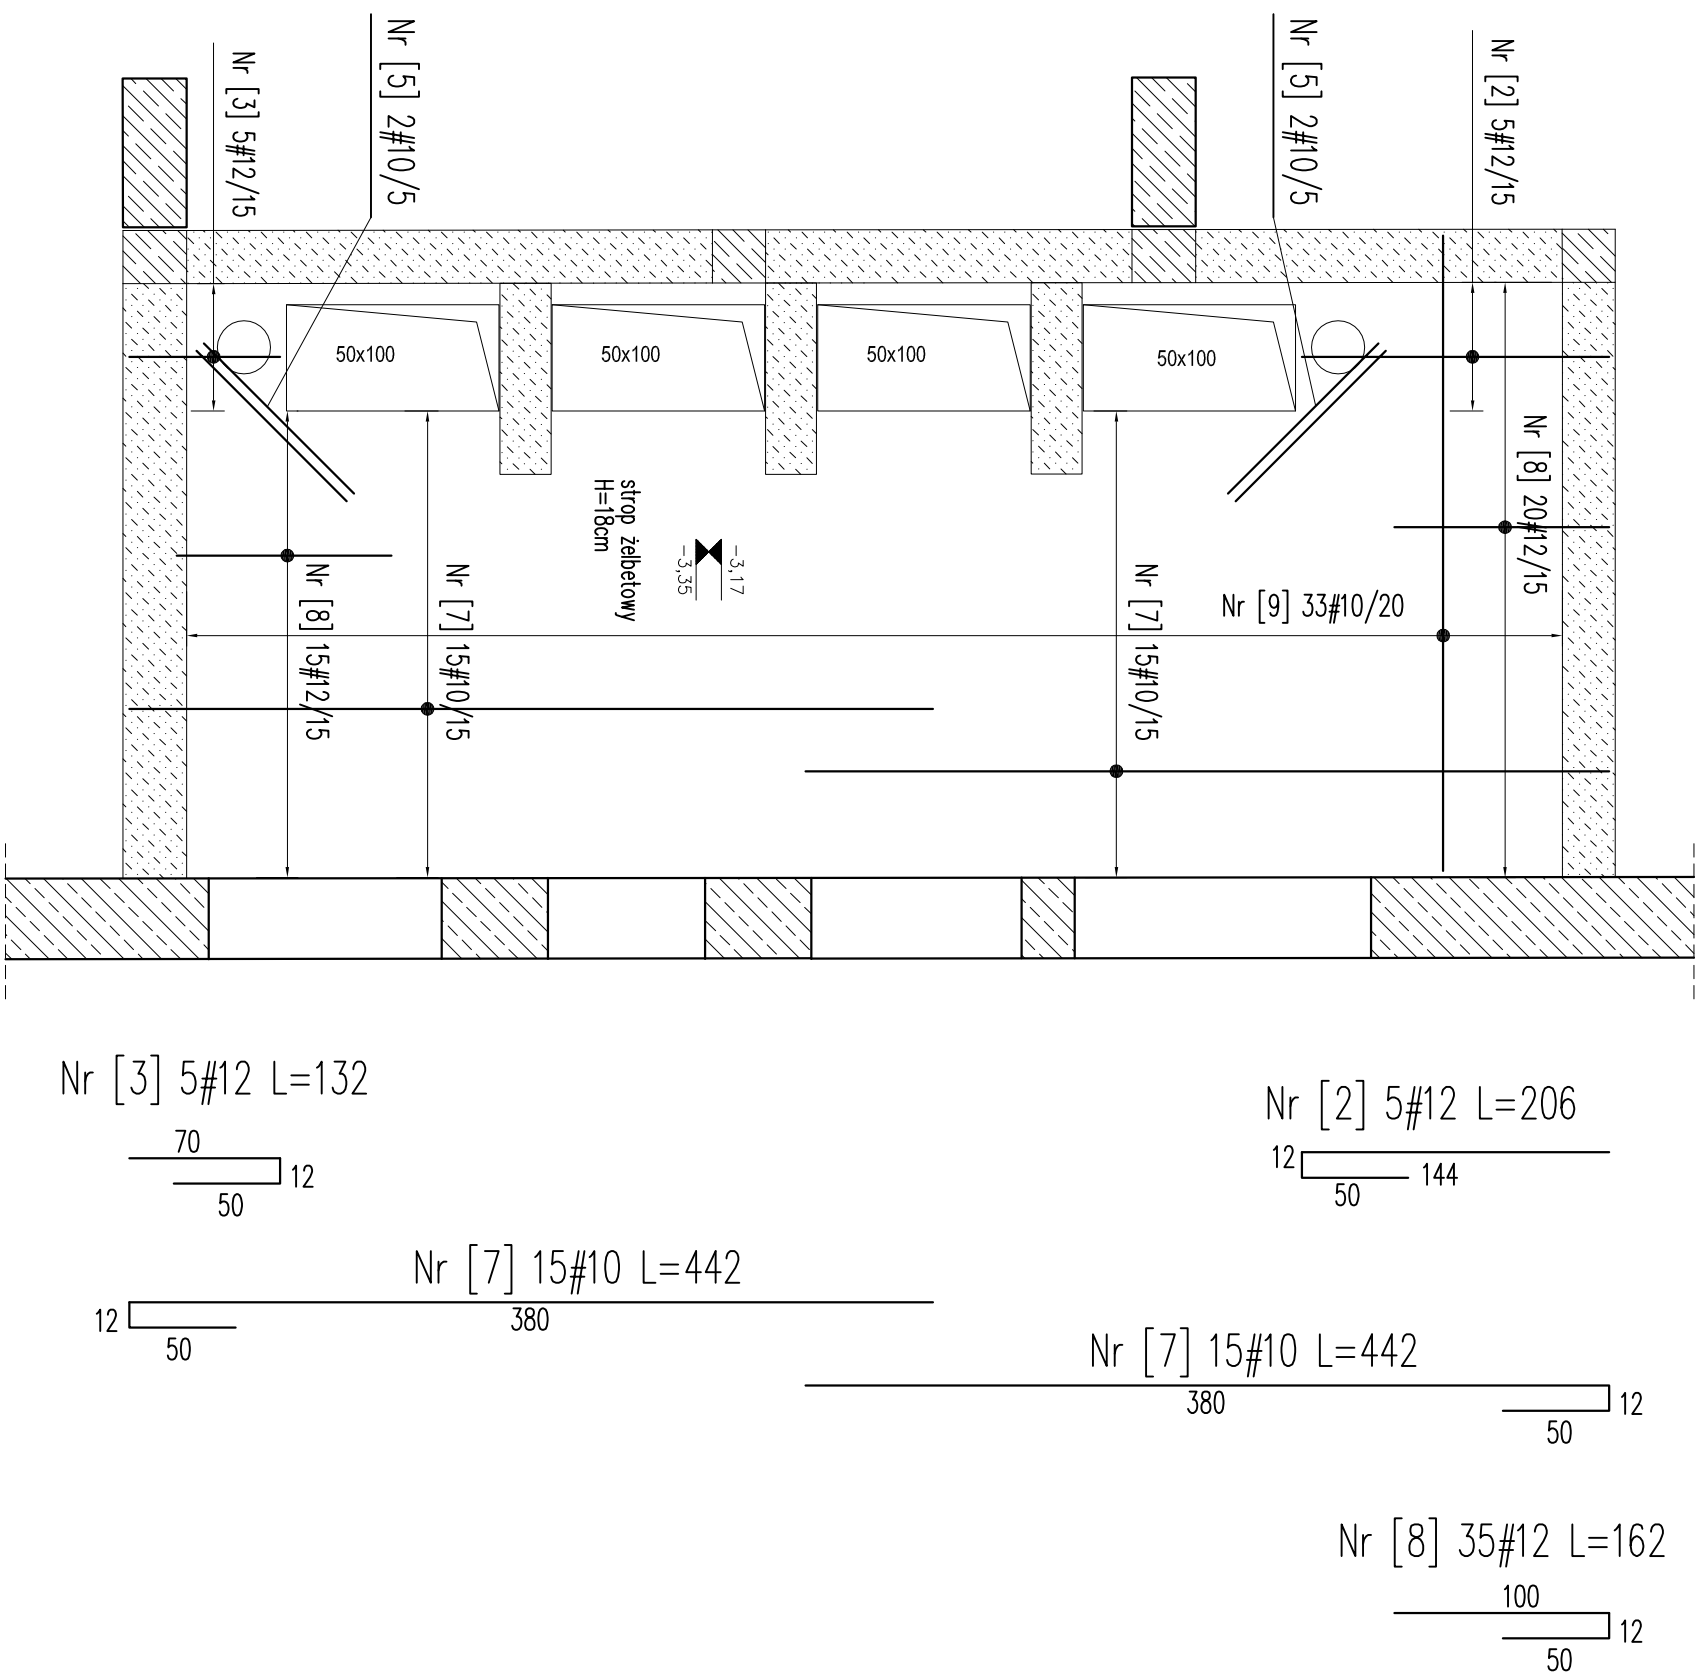 Nr [3] 5#12/15
Nr [5] 2#10/5
Nr [5] 2#10/5
Nr [2] 5#12/15
50x100
50x100
50x100
50x100
Nr [8] 20#12/15
strop żelbetowy
H=18cm
-3,17
-3,35
Nr [8] 15#12/15
Nr [7] 15#10/15
Nr [7] 15#10/15
Nr [9] 33#10/20
Nr [3] 5#12 L=132
70
12
50
Nr [2] 5#12 L=206
12
144
50
Nr [7] 15#10 L=442
12
380
50
Nr [7] 15#10 L=442
380
12
50
Nr [8] 35#12 L=162
100
12
50